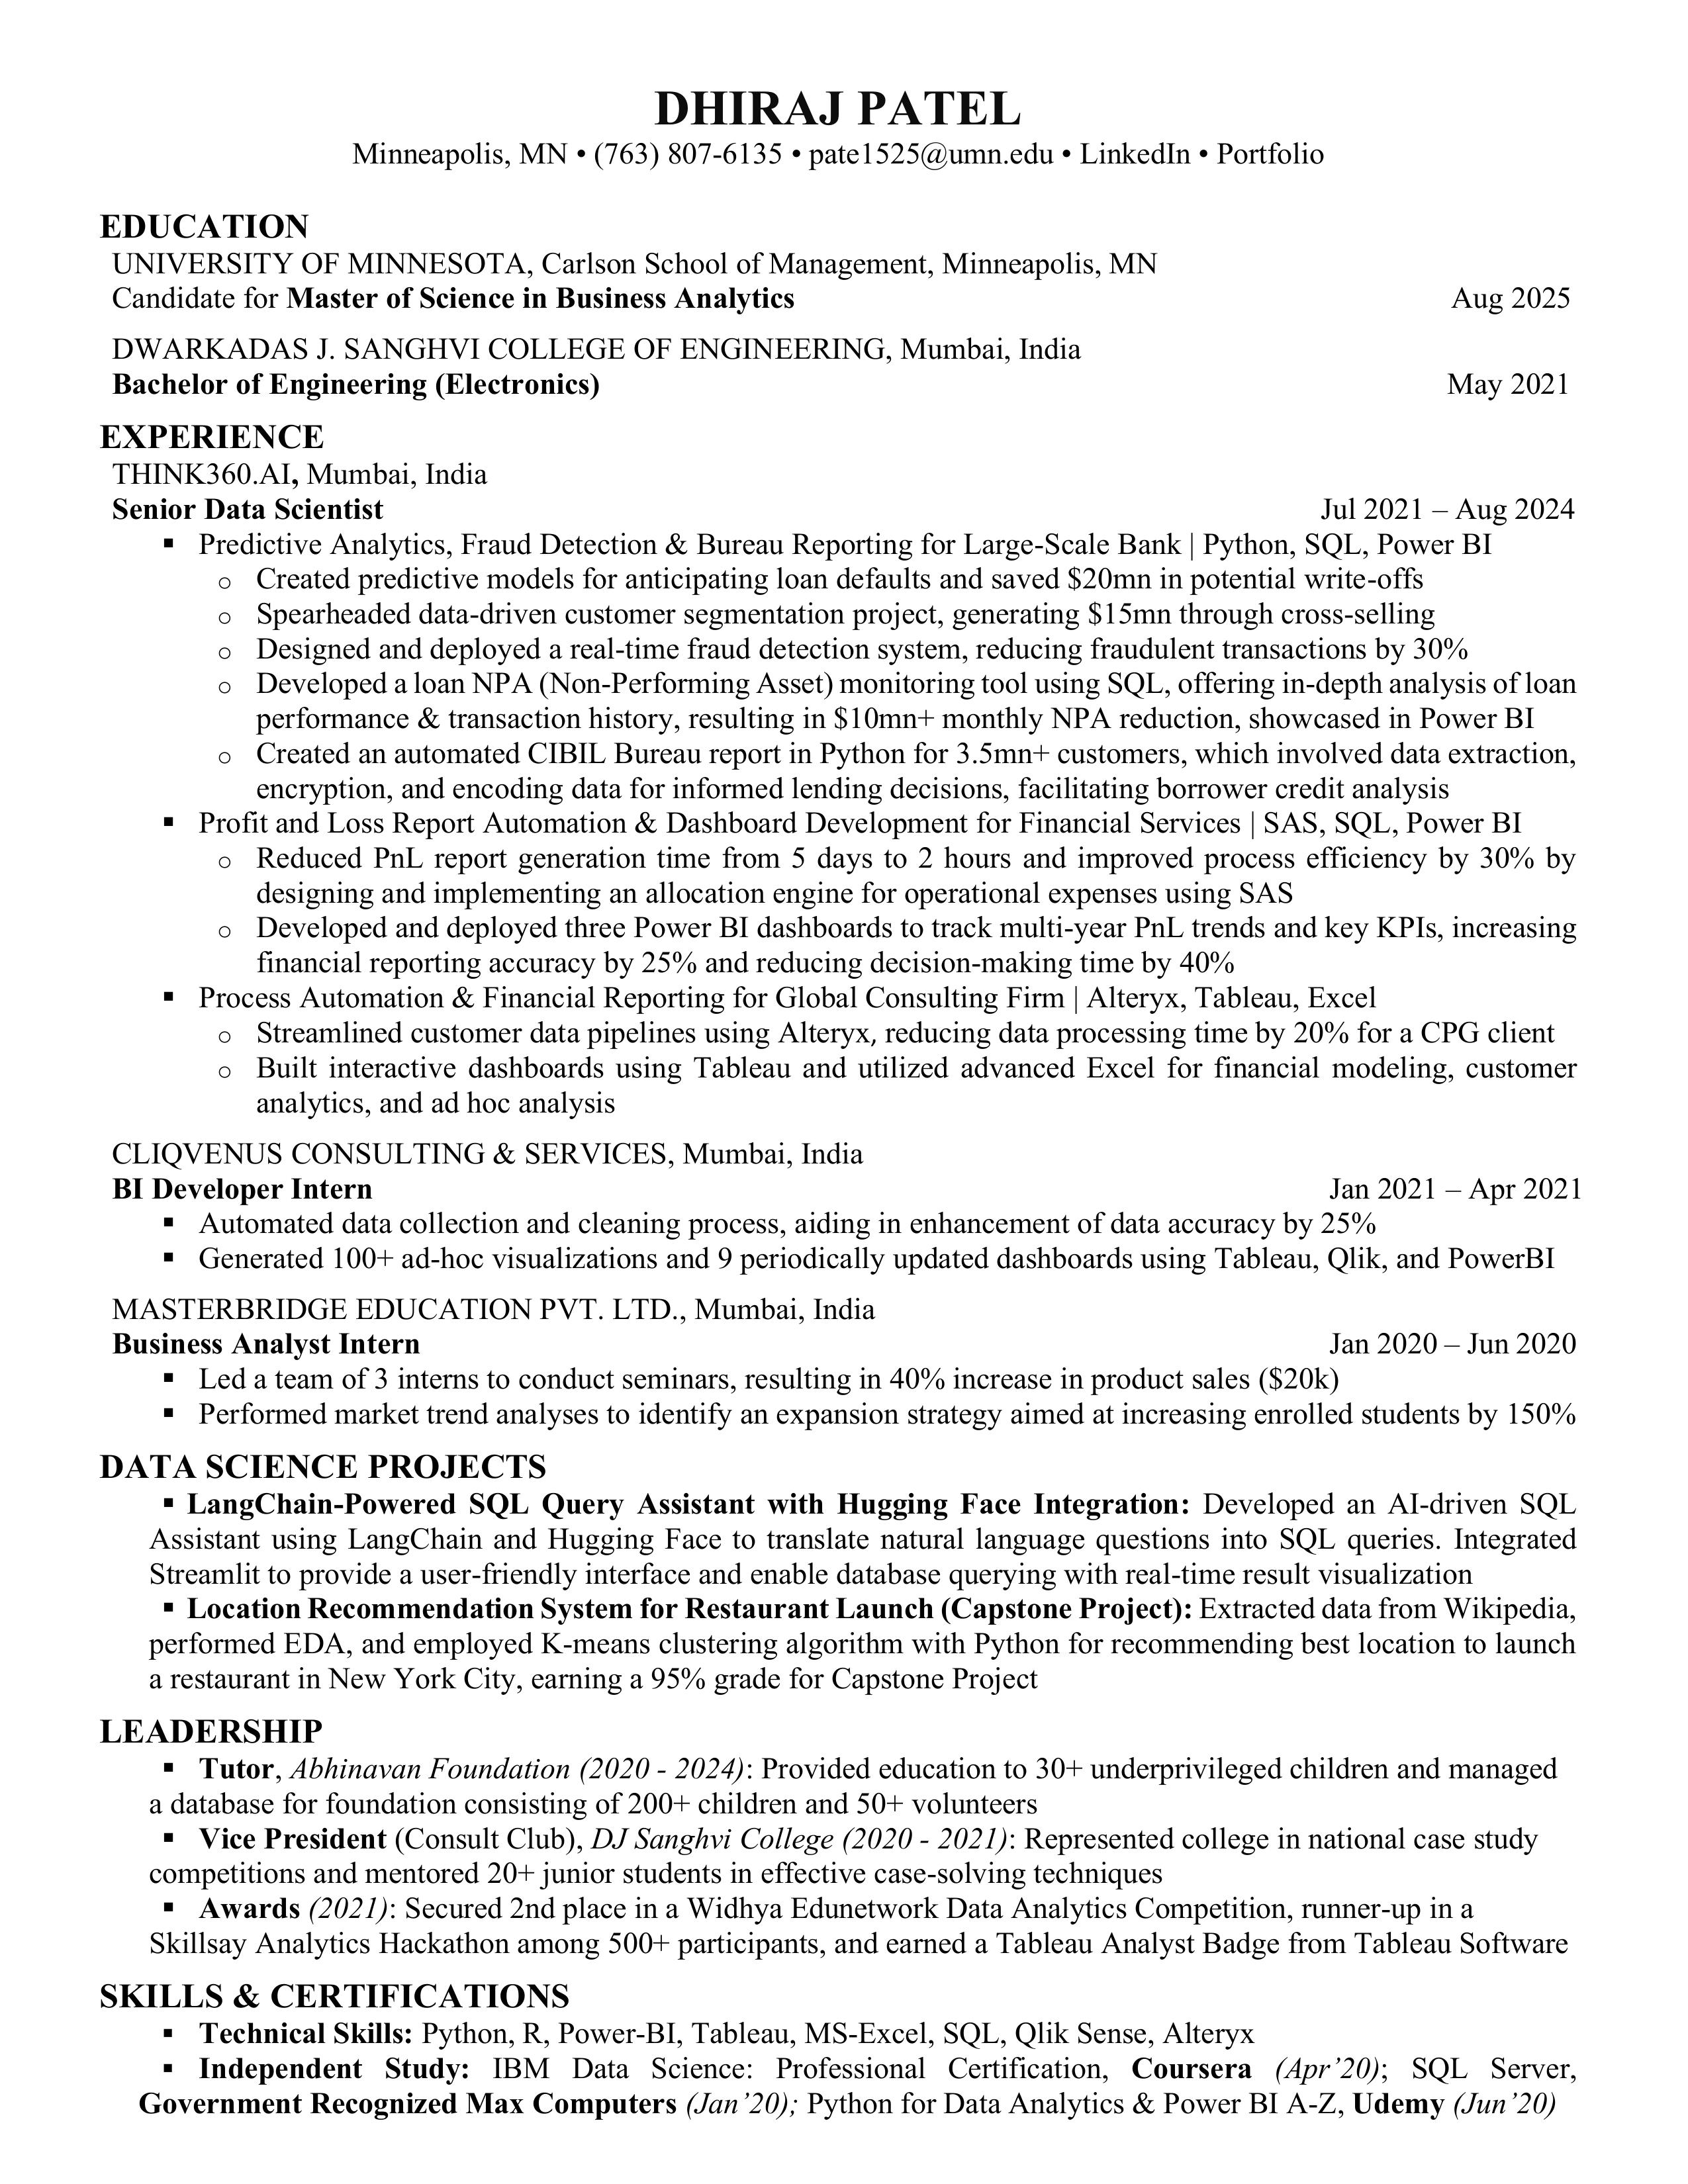 DHIRAJ PATEL
Minneapolis, MN • (763) 807-6135 • pate1525@umn.edu • LinkedIn • Portfolio
EDUCATION
UNIVERSITY OF MINNESOTA, Carlson School of Management, Minneapolis, MN
Candidate for Master of Science in Business Analytics Aug 2025
DWARKADAS J. SANGHVI COLLEGE OF ENGINEERING, Mumbai, India
Bachelor of Engineering (Electronics) May 2021
EXPERIENCE
THINK360.AI, Mumbai, India
Senior Data Scientist Jul 2021 – Aug 2024
▪ Predictive Analytics, Fraud Detection & Bureau Reporting for Large-Scale Bank | Python, SQL, Power BI
o Created predictive models for anticipating loan defaults and saved $20mn in potential write-offs
o Spearheaded data-driven customer segmentation project, generating $15mn through cross-selling
o Designed and deployed a real-time fraud detection system, reducing fraudulent transactions by 30%
o Developed a loan NPA (Non-Performing Asset) monitoring tool using SQL, offering in-depth analysis of loan
performance & transaction history, resulting in $10mn+ monthly NPA reduction, showcased in Power BI
o Created an automated CIBIL Bureau report in Python for 3.5mn+ customers, which involved data extraction,
encryption, and encoding data for informed lending decisions, facilitating borrower credit analysis
▪ Profit and Loss Report Automation & Dashboard Development for Financial Services | SAS, SQL, Power BI
o Reduced PnL report generation time from 5 days to 2 hours and improved process efficiency by 30% by
designing and implementing an allocation engine for operational expenses using SAS
o Developed and deployed three Power BI dashboards to track multi-year PnL trends and key KPIs, increasing
financial reporting accuracy by 25% and reducing decision-making time by 40%
▪ Process Automation & Financial Reporting for Global Consulting Firm | Alteryx, Tableau, Excel
o Streamlined customer data pipelines using Alteryx, reducing data processing time by 20% for a CPG client
o Built interactive dashboards using Tableau and utilized advanced Excel for financial modeling, customer
analytics, and ad hoc analysis
CLIQVENUS CONSULTING & SERVICES, Mumbai, India
BI Developer Intern Jan 2021 – Apr 2021
▪ Automated data collection and cleaning process, aiding in enhancement of data accuracy by 25%
▪ Generated 100+ ad-hoc visualizations and 9 periodically updated dashboards using Tableau, Qlik, and PowerBI
MASTERBRIDGE EDUCATION PVT. LTD., Mumbai, India
Business Analyst Intern Jan 2020 – Jun 2020
▪ Led a team of 3 interns to conduct seminars, resulting in 40% increase in product sales ($20k)
▪ Performed market trend analyses to identify an expansion strategy aimed at increasing enrolled students by 150%
DATA SCIENCE PROJECTS
▪ LangChain-Powered SQL Query Assistant with Hugging Face Integration: Developed an AI-driven SQL
Assistant using LangChain and Hugging Face to translate natural language questions into SQL queries. Integrated
Streamlit to provide a user-friendly interface and enable database querying with real-time result visualization
▪ Location Recommendation System for Restaurant Launch (Capstone Project): Extracted data from Wikipedia,
performed EDA, and employed K-means clustering algorithm with Python for recommending best location to launch
a restaurant in New York City, earning a 95% grade for Capstone Project
LEADERSHIP
▪ Tutor, Abhinavan Foundation (2020 - 2024): Provided education to 30+ underprivileged children and managed
a database for foundation consisting of 200+ children and 50+ volunteers
▪ Vice President (Consult Club), DJ Sanghvi College (2020 - 2021): Represented college in national case study
competitions and mentored 20+ junior students in effective case-solving techniques
▪ Awards (2021): Secured 2nd place in a Widhya Edunetwork Data Analytics Competition, runner-up in a
Skillsay Analytics Hackathon among 500+ participants, and earned a Tableau Analyst Badge from Tableau Software
SKILLS & CERTIFICATIONS
▪ Technical Skills: Python, R, Power-BI, Tableau, MS-Excel, SQL, Qlik Sense, Alteryx
▪ Independent Study: IBM Data Science: Professional Certification, Coursera (Apr’20); SQL Server,
Government Recognized Max Computers (Jan’20); Python for Data Analytics & Power BI A-Z, Udemy (Jun’20)